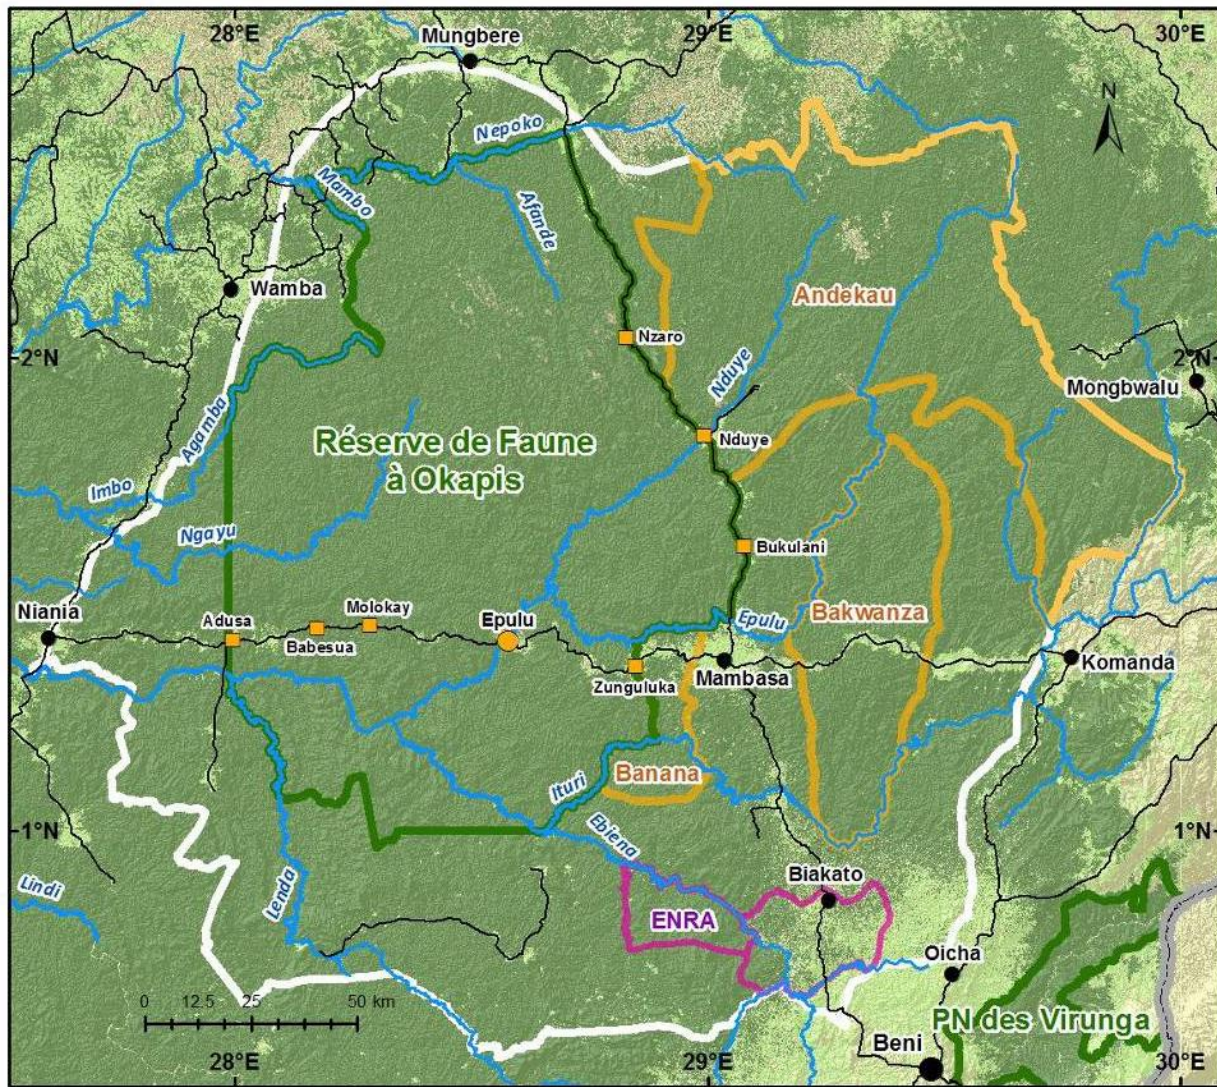 28°E
29°E
30°E
Mungbere
N
Nepoko
Mambo
Afande
Wamba
Andekau
Nzaro
2°N
2°N
Nduye
Mongbwalu
Agamba
Réserve de Faune
à Okapis
Nduye
Imbo
Ngayu
Bukulani
Niania
Adusa
Molokay
Babesua
Epulu
Epulu
Bakwanza
Zunguluka
Mambasa
Komanda
Banana
Ituri
1°N
1°N
Ebiena
Biakato
Lindi
Lenda
ENRA
Oicha
0 12.5 25 50 km
PN des Virunga
Beni
28°E
29°E
30°E